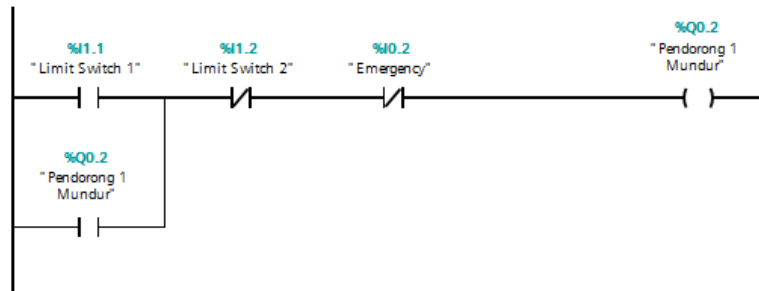 %Q0.2
"Pendorong 1
Mundur"
%I1.1
"Limit Switch 1"
%I1.2
"Limit Switch 2"
%I0.2
"Emergency"
%Q0.2
"Pendorong 1
Mundur"